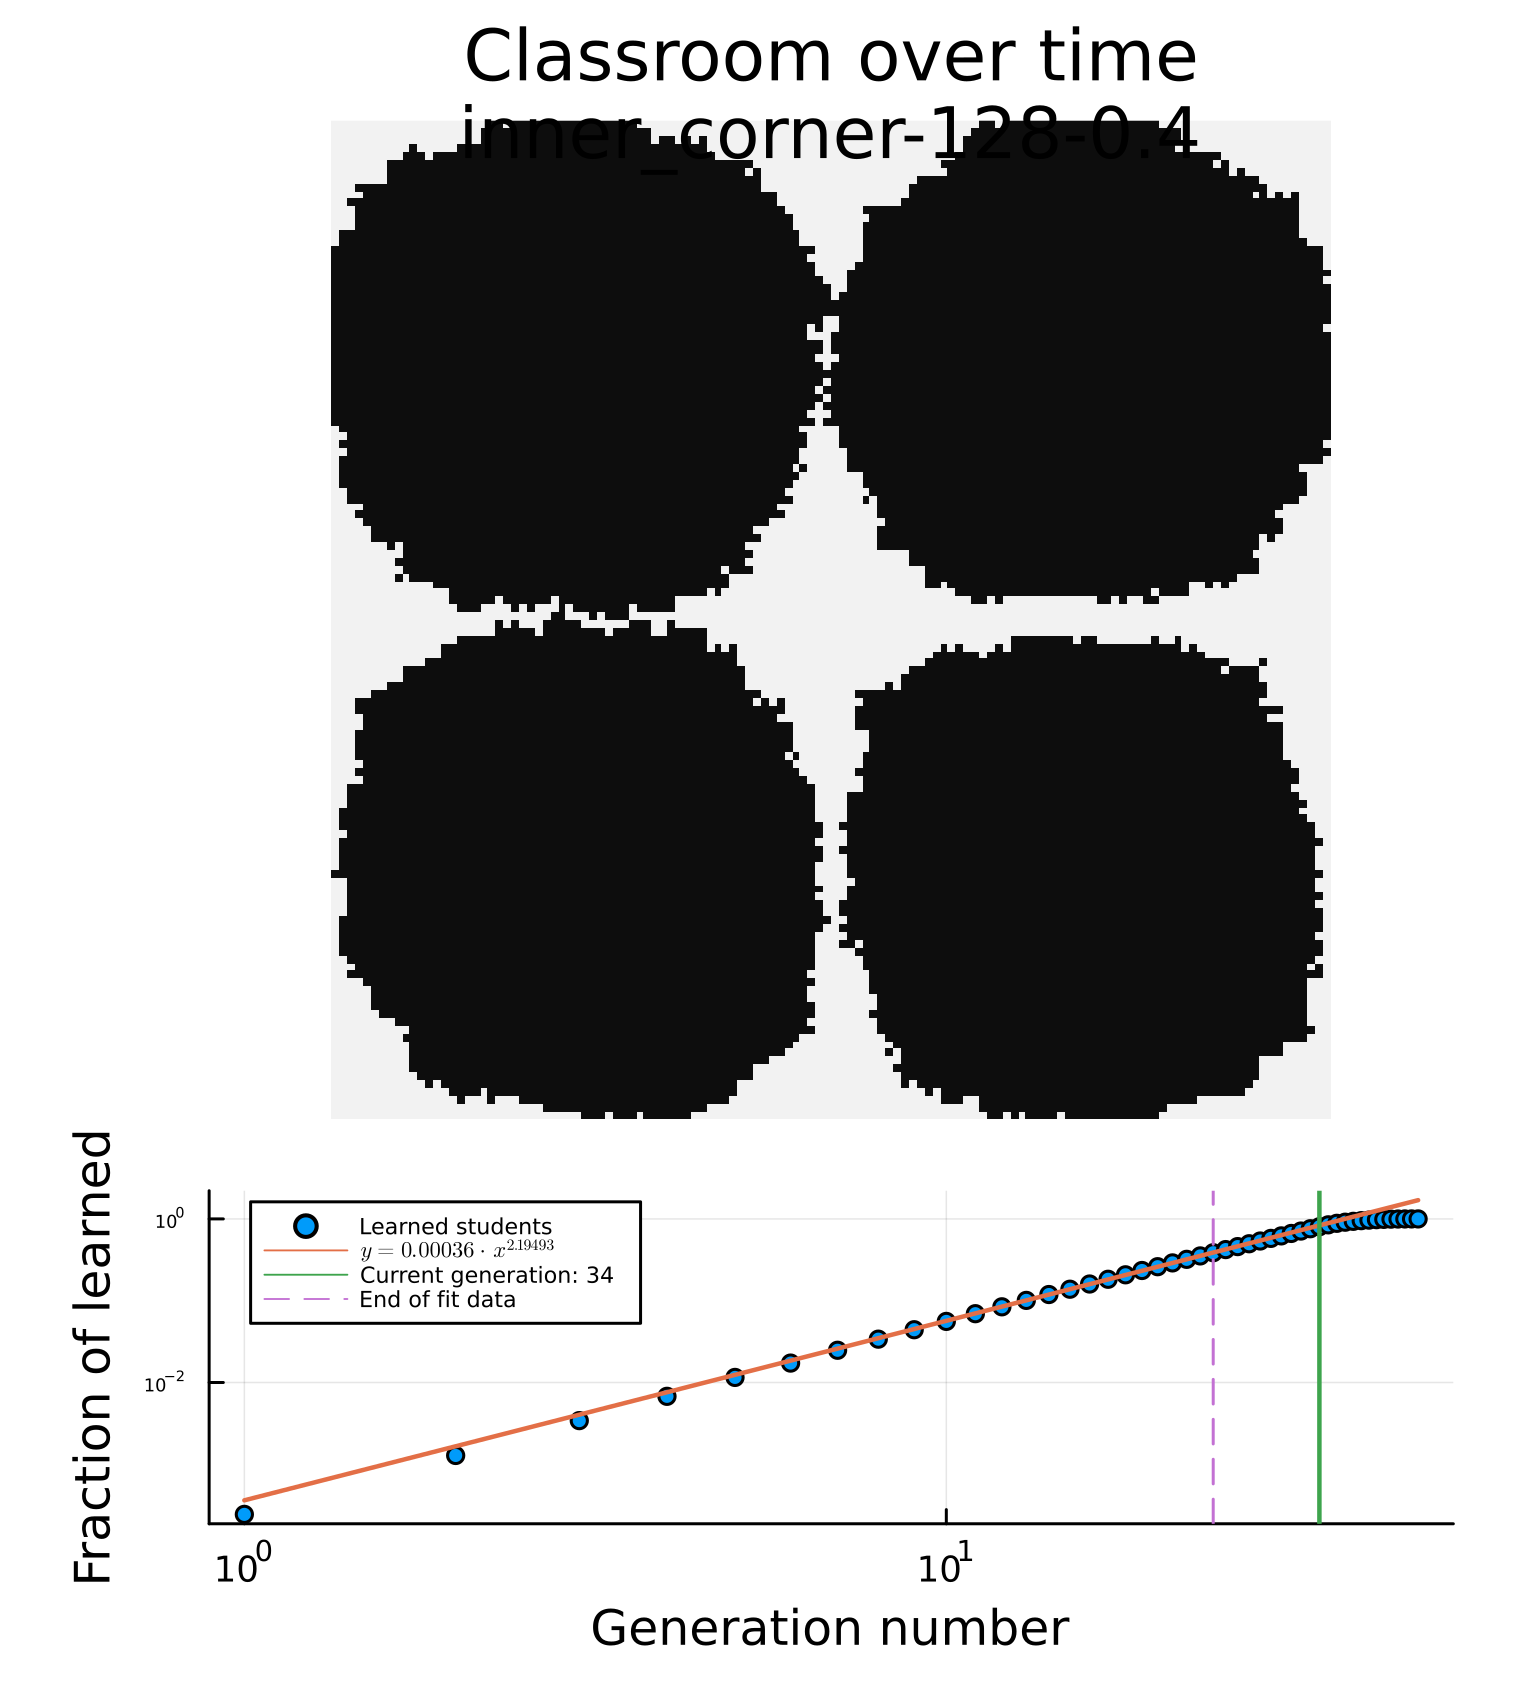 Classroom over time
inner_corner-128-0.4
Fraction of learned
10⁰
10⁻²
Learned students
y = 0.00036 · x^2.19493
Current generation: 34
End of fit data
10⁰
10¹
Generation number